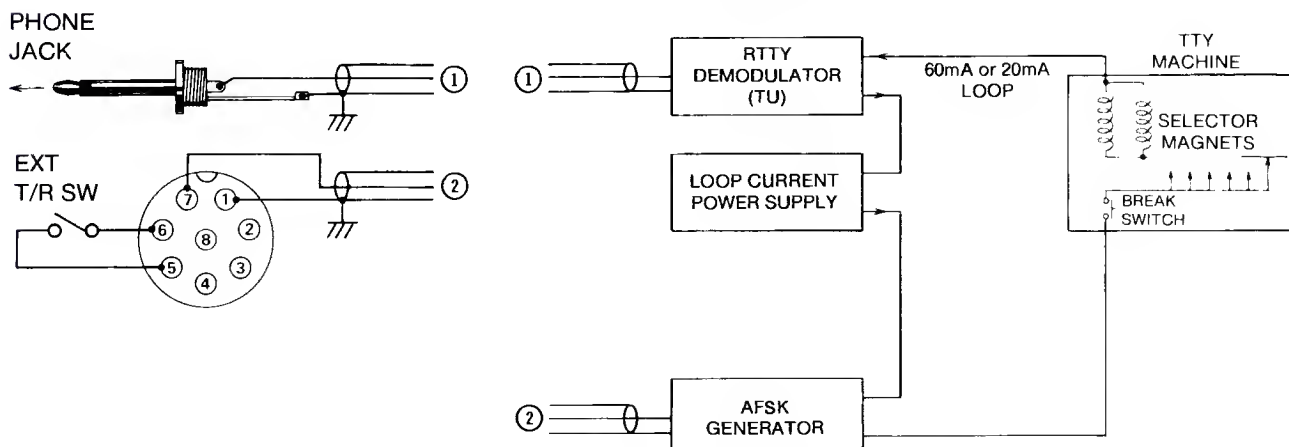 PHONE
JACK
①
EXT
T/R SW
②
⑦
①
⑥
②
⑧
⑤
③
④
①
RTTY
DEMODULATOR
(TU)
60mA or 20mA
LOOP
TTY
MACHINE
SELECTOR
MAGNETS
LOOP CURRENT
POWER SUPPLY
BREAK
SWITCH
②
AFSK
GENERATOR